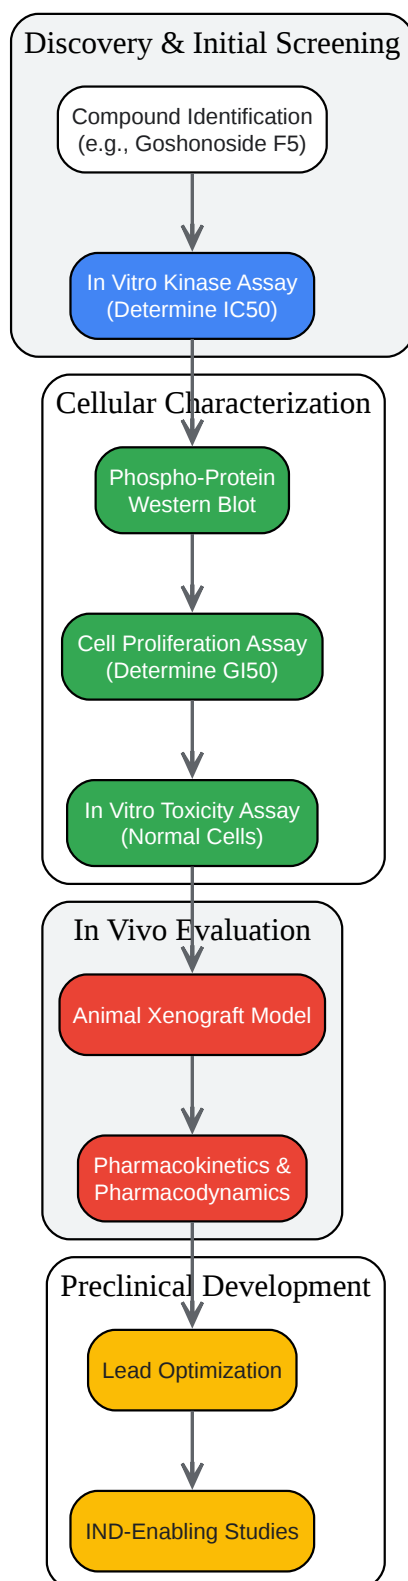 Discovery & Initial Screening
Compound Identification
(e.g., Goshonoside F5)
In Vitro Kinase Assay
(Determine IC50)
Cellular Characterization
Phospho-Protein
Western Blot
Cell Proliferation Assay
(Determine GI50)
In Vitro Toxicity Assay
(Normal Cells)
In Vivo Evaluation
Animal Xenograft Model
Pharmacokinetics &
Pharmacodynamics
Preclinical Development
Lead Optimization
IND-Enabling Studies